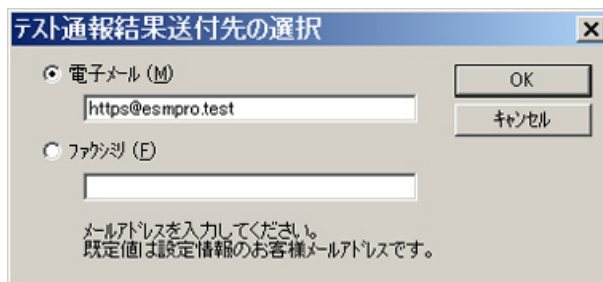 テスト通報結果送付先の選択
電子メール (M)
OK
https@esmpro.test
キャンセル
ファクシミリ (F)
メールアドレスを入力してください。
既定値は設定情報のお客様メールアドレスです。